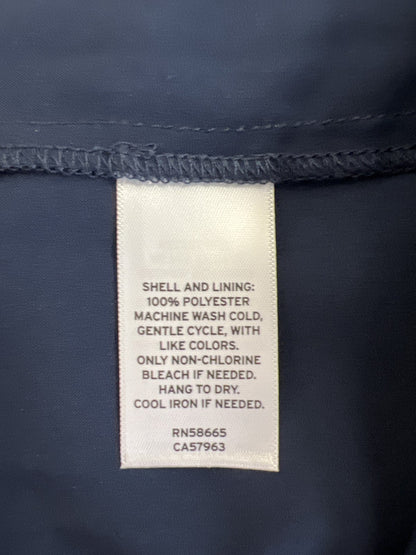 SHELL AND LINING:
100% POLYESTER
MACHINE WASH COLD,
GENTLE CYCLE, WITH
LIKE COLORS.
ONLY NON-CHLORINE
BLEACH IF NEEDED.
HANG TO DRY.
COOL IRON IF NEEDED.
RN58665
CA57963